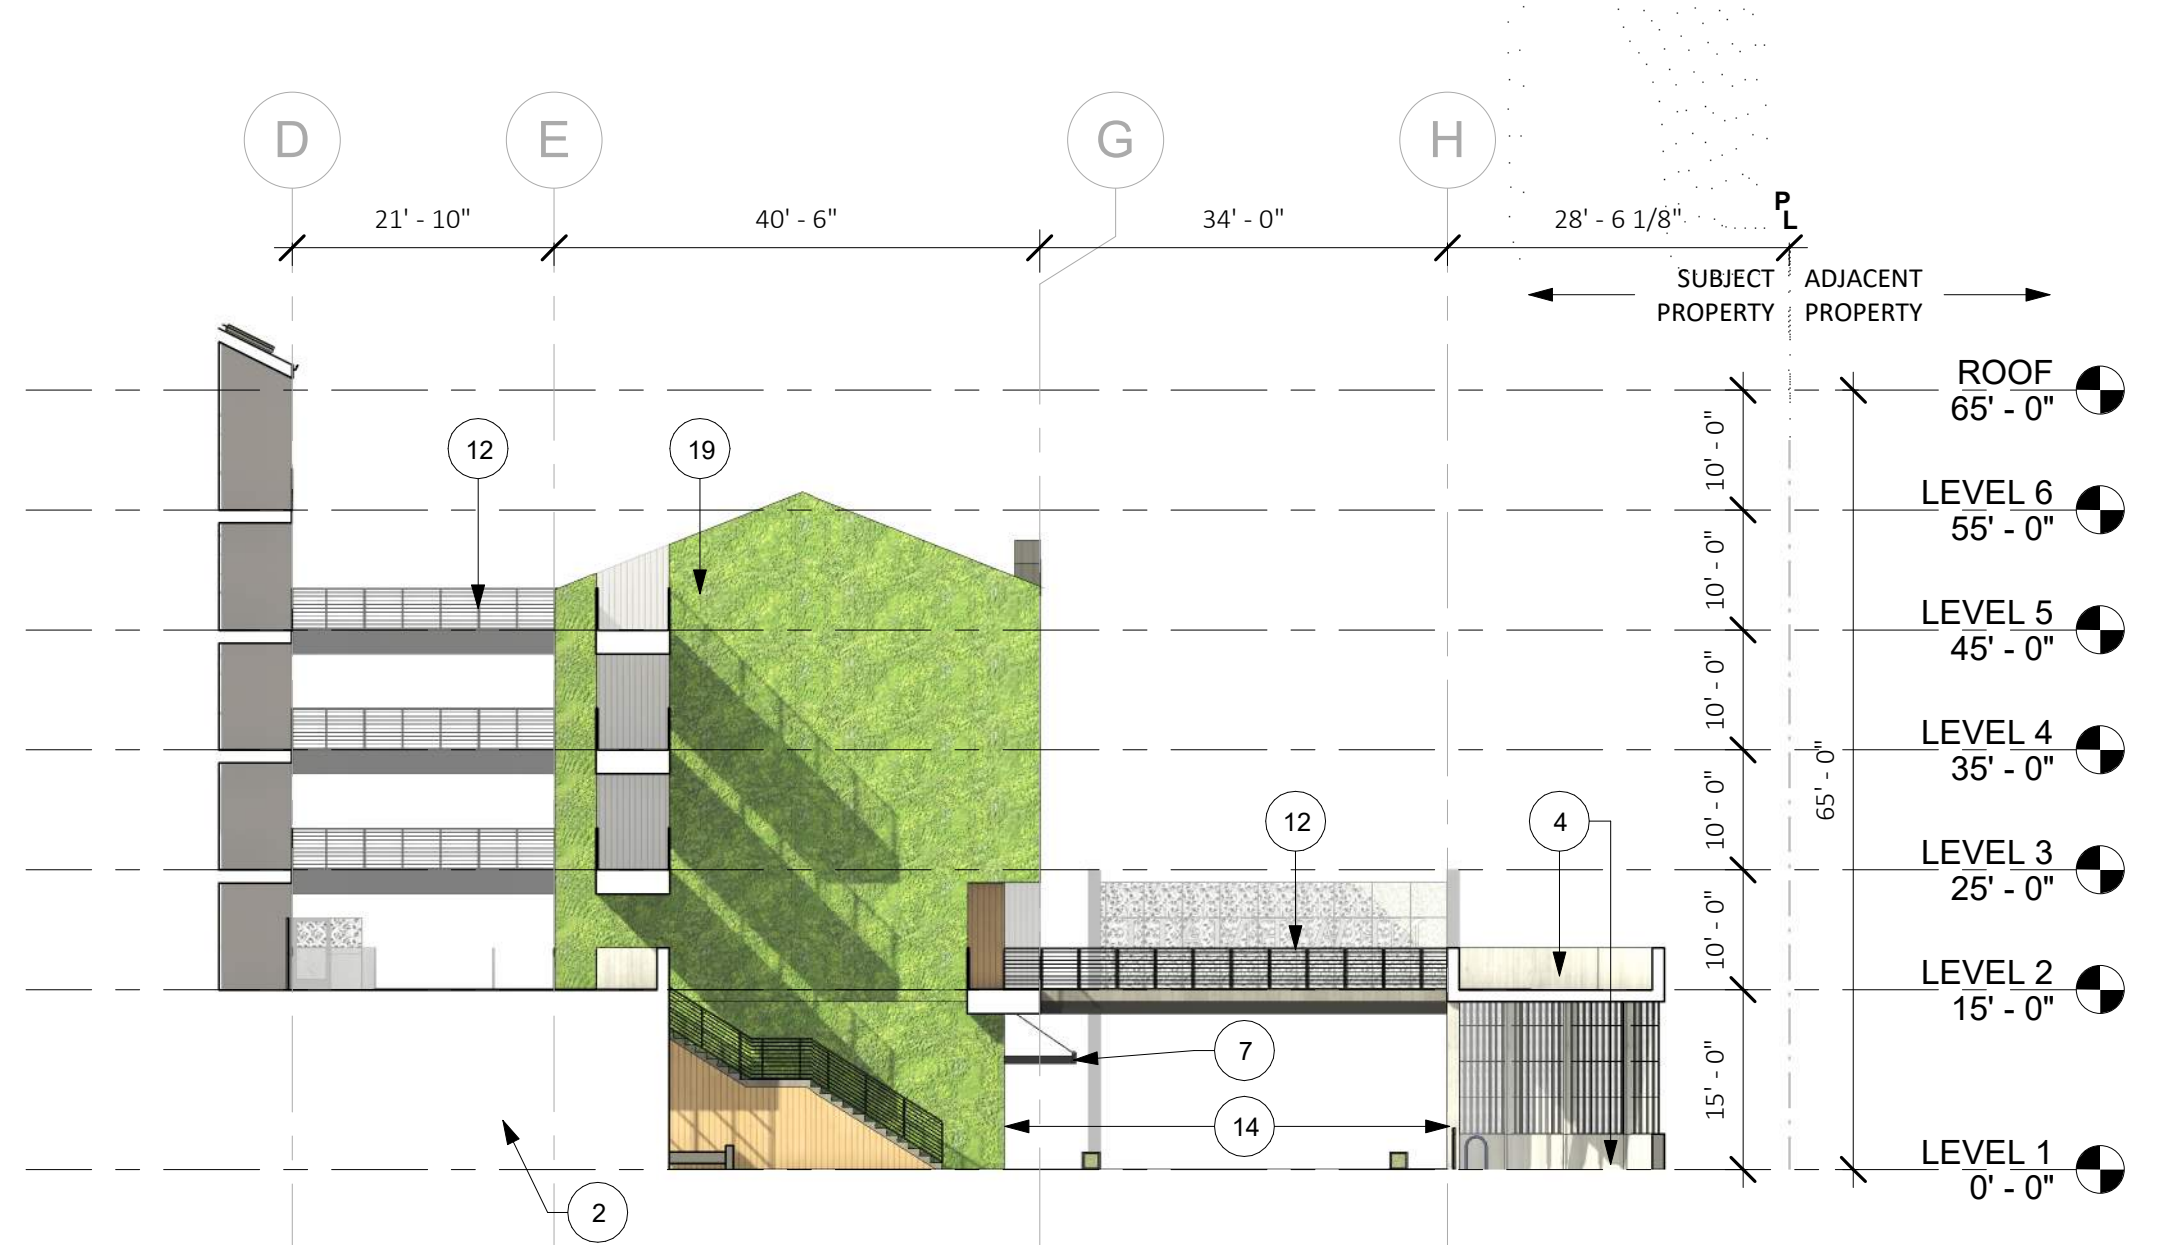 D
E
G
H
21' - 10"
40' - 6"
34' - 0"
28' - 6 1/8"
PL
SUBJECT PROPERTY
ADJACENT PROPERTY
ROOF
65' - 0"
10' - 0"
12
19
LEVEL 6
55' - 0"
10' - 0"
LEVEL 5
45' - 0"
10' - 0"
LEVEL 4
35' - 0"
65' - 0"
12
4
10' - 0"
LEVEL 3
25' - 0"
10' - 0"
LEVEL 2
15' - 0"
7
15' - 0"
14
LEVEL 1
0' - 0"
2